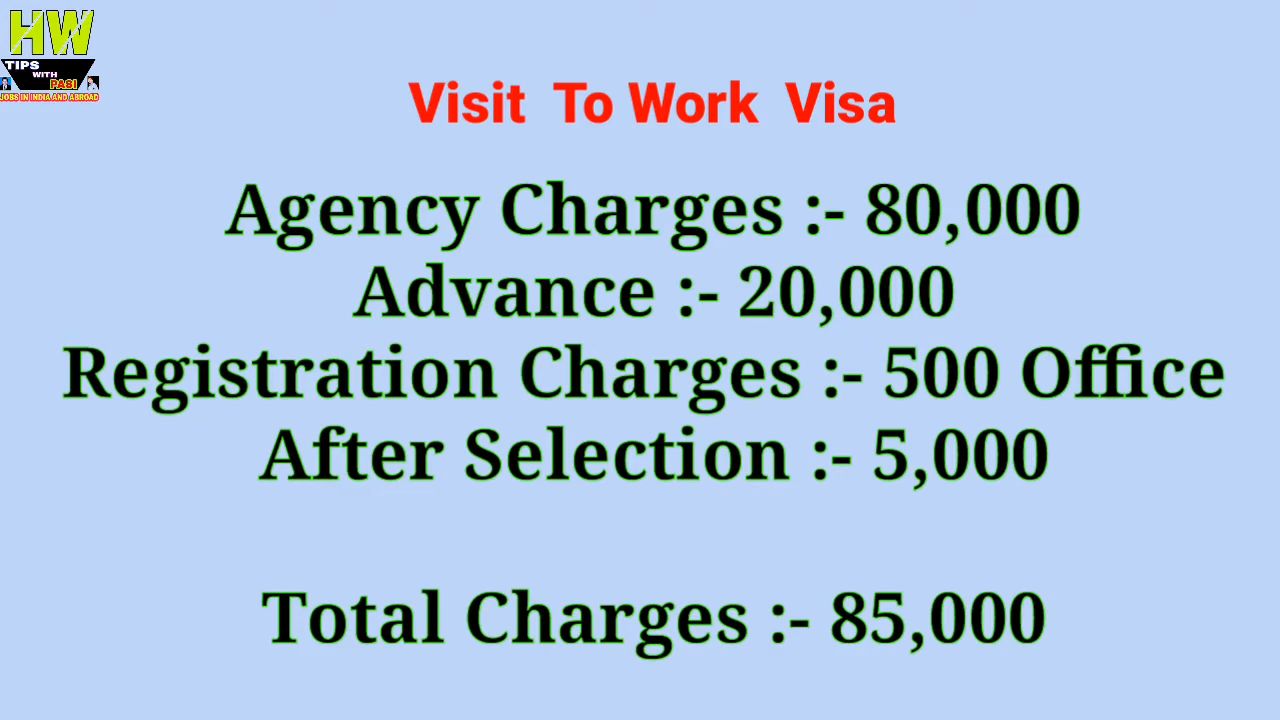 HW
TIPS
WITH
PASI
JOBS IN INDIA AND ABROAD
Visit To Work Visa
Agency Charges :- 80,000
Advance :- 20,000
Registration Charges :- 500 Office
After Selection :- 5,000
Total Charges :- 85,000